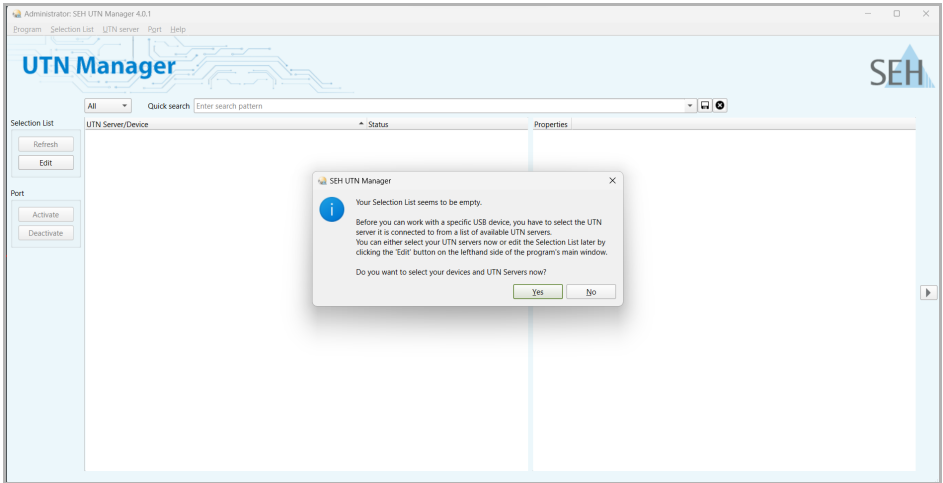 Administrator: SEH UTN Manager 4.0.1
Program Selection List UTN server Port Help
UTN Manager
SEH
All Quick search Enter search pattern
Selection List
UTN Server/Device Status Properties
Refresh
Edit
Port
Activate
Deactivate
SEH UTN Manager
Your Selection List seems to be empty.
Before you can work with a specific USB device, you have to select the UTN
server it is connected to from a list of available UTN servers.
You can either select your UTN servers now or edit the Selection List later by
clicking the 'Edit' button on the lefthand side of the program's main window.
Do you want to select your devices and UTN Servers now?
Yes No